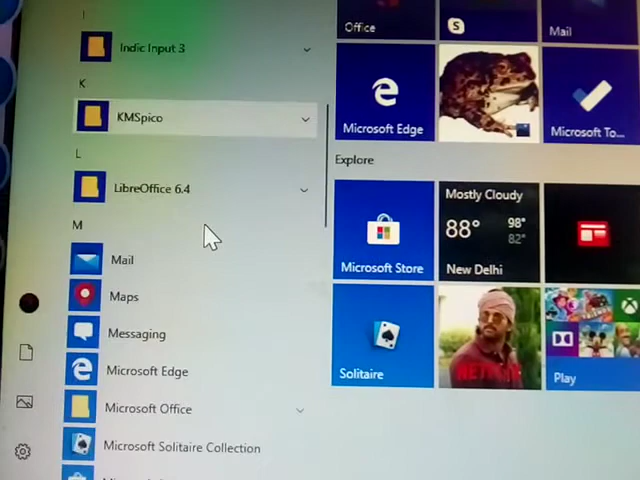 I
Indic Input 3
K
KMSpico
L
LibreOffice 6.4
M
Mail
Maps
Messaging
Microsoft Edge
Microsoft Office
Microsoft Solitaire Collection
Office
Mail
Microsoft Edge
Microsoft To...
Explore
Microsoft Store
Mostly Cloudy
88° 98°
82°
New Delhi
Solitaire
Play